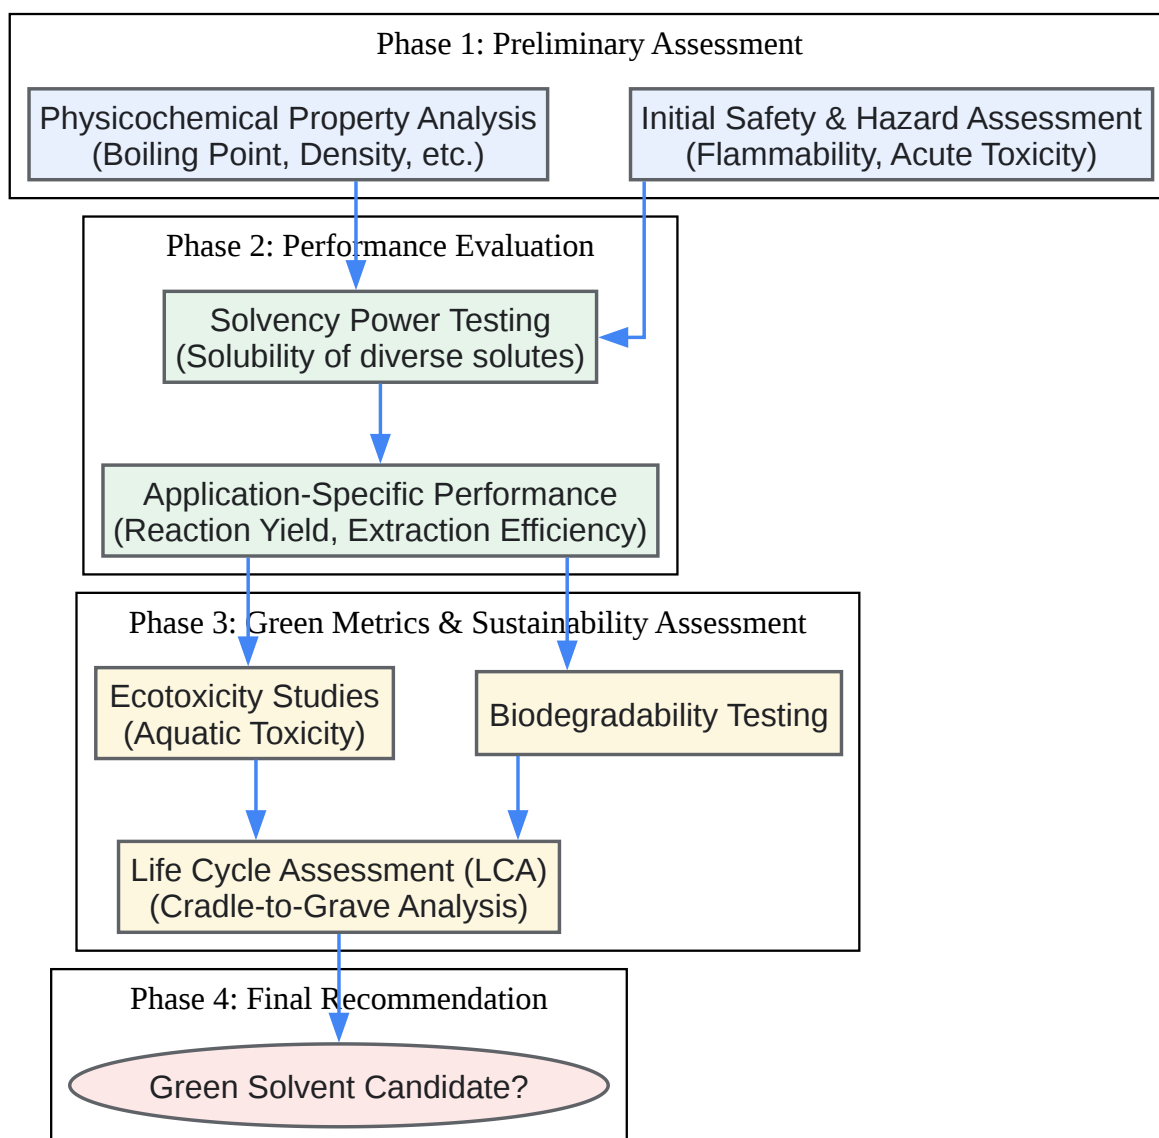 Phase 1: Preliminary Assessment
Physicochemical Property Analysis
(Boiling Point, Density, etc.)
Initial Safety & Hazard Assessment
(Flammability, Acute Toxicity)
Phase 2: Performance Evaluation
Solvency Power Testing
(Solubility of diverse solutes)
Application-Specific Performance
(Reaction Yield, Extraction Efficiency)
Phase 3: Green Metrics & Sustainability Assessment
Ecotoxicity Studies
(Aquatic Toxicity)
Biodegradability Testing
Life Cycle Assessment (LCA)
(Cradle-to-Grave Analysis)
Phase 4: Final Recommendation
Green Solvent Candidate?